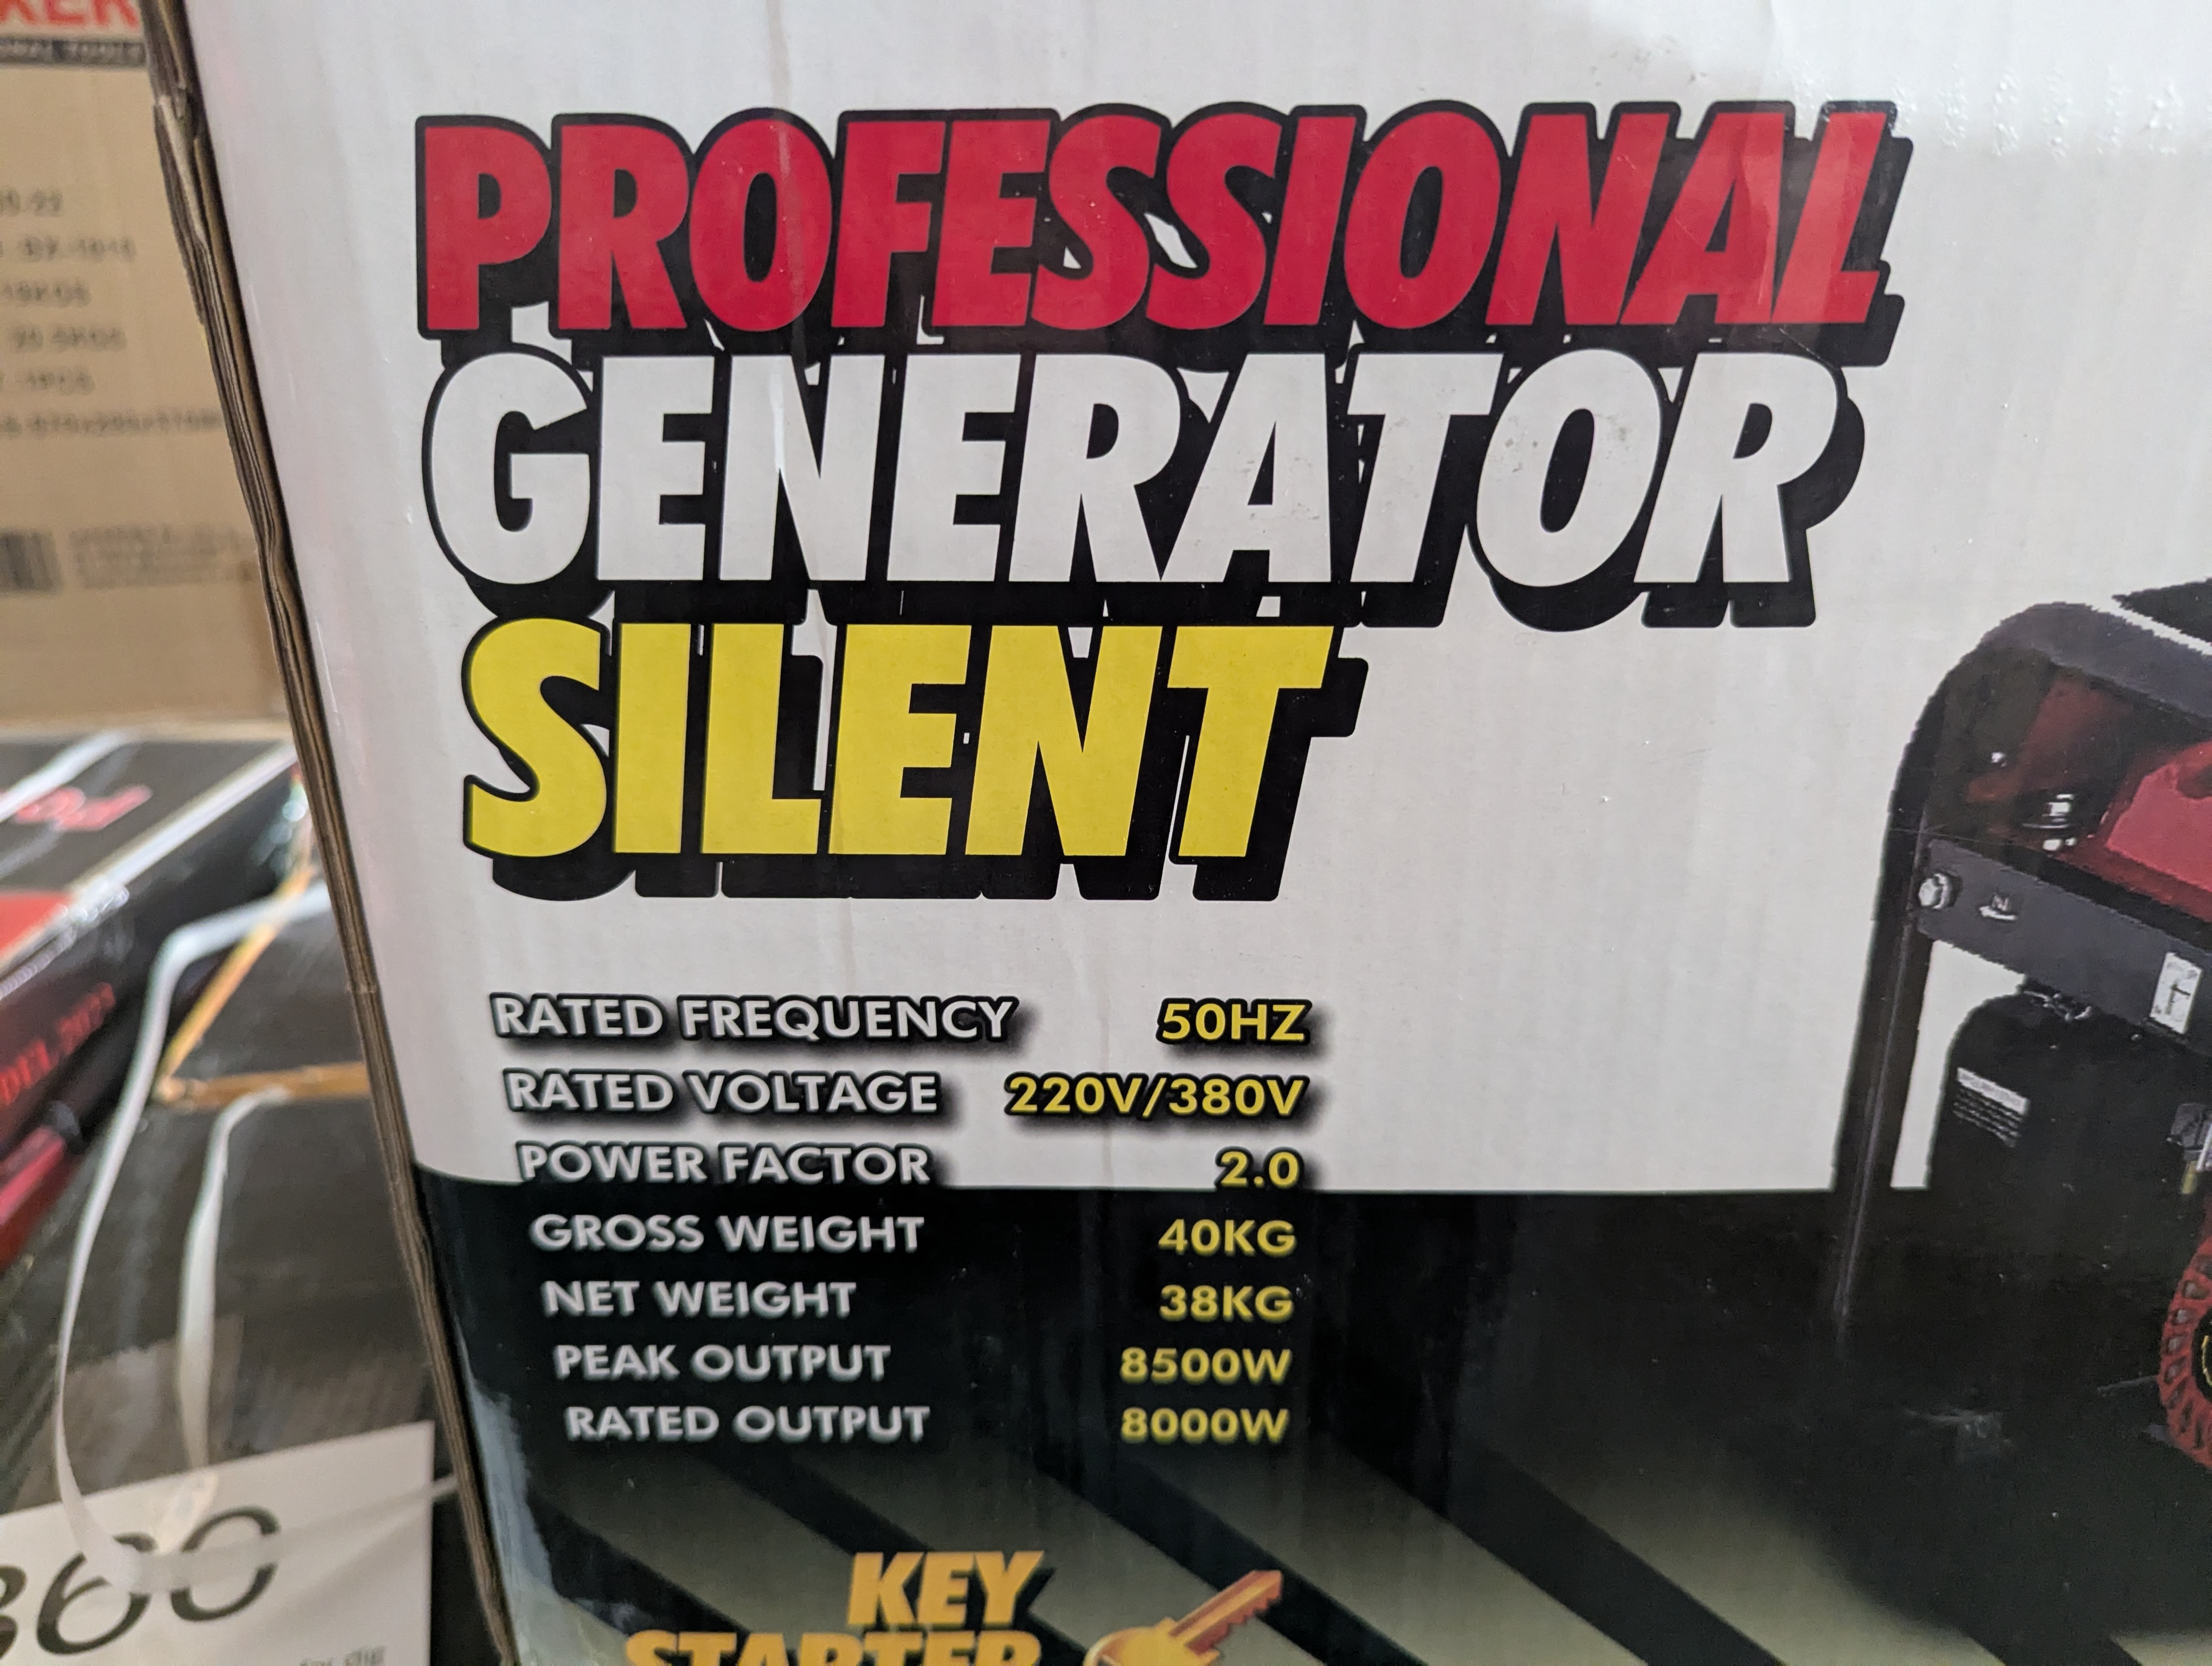 PROFESSIONAL
GENERATOR
SILENT
RATED FREQUENCY 50HZ
RATED VOLTAGE 220V/380V
POWER FACTOR 2.0
GROSS WEIGHT 40KG
NET WEIGHT 38KG
PEAK OUTPUT 8500W
RATED OUTPUT 8000W
KEY
STARTER